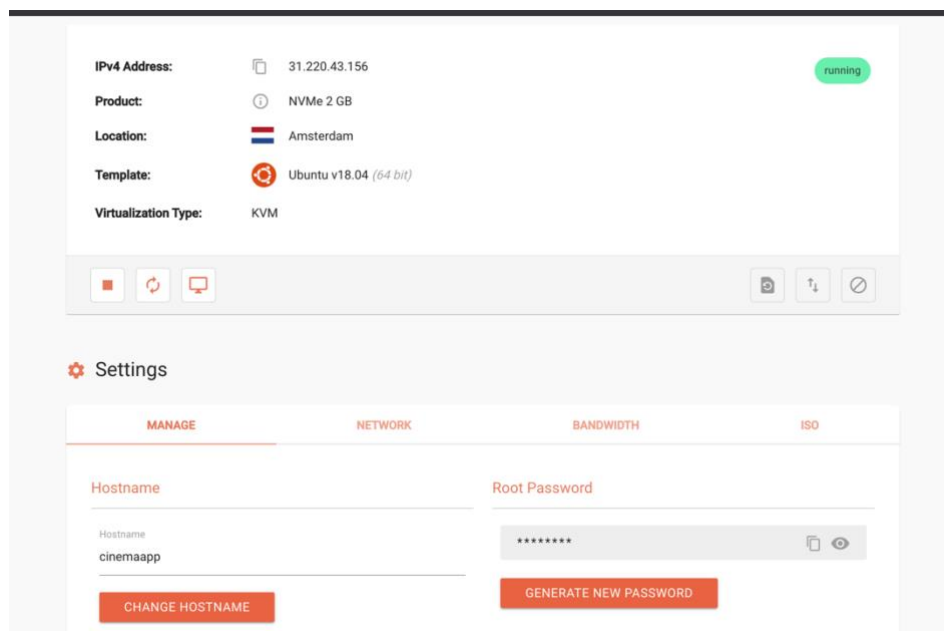 IPv4 Address: 31.220.43.156 running
Product: NVMe 2 GB
Location: Amsterdam
Template: Ubuntu v18.04 (64 bit)
Virtualization Type: KVM
Settings
MANAGE NETWORK BANDWIDTH ISO
Hostname Root Password
Hostname
cinemaapp
********
CHANGE HOSTNAME GENERATE NEW PASSWORD